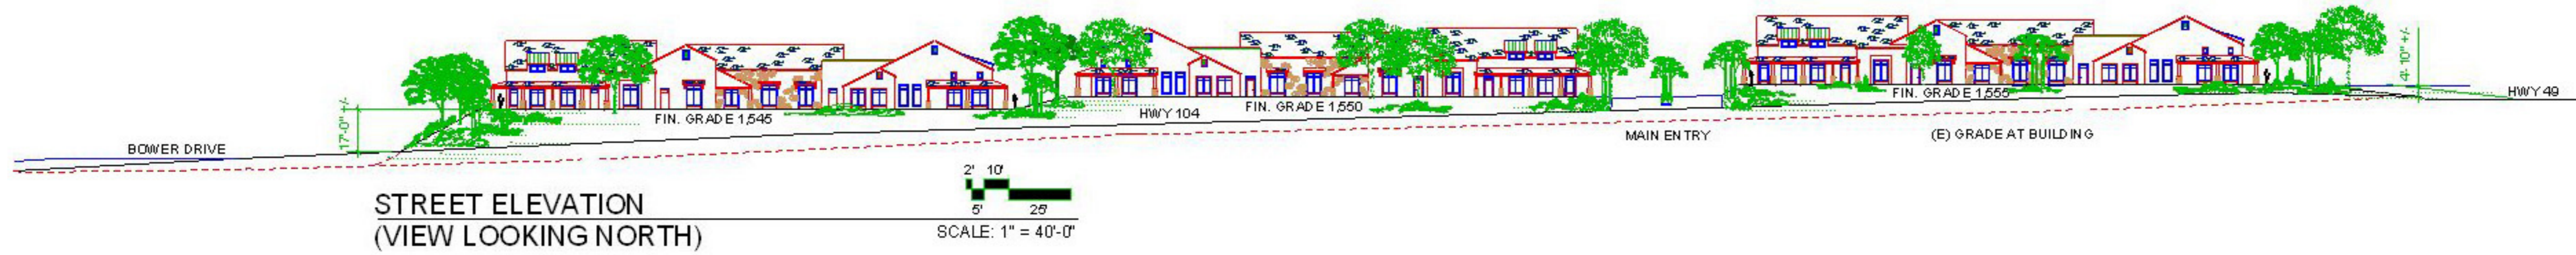 17'-0" +/-
BOWER DRIVE
FIN. GRADE 1,545
HWY 104
FIN. GRADE 1,550
MAIN ENTRY
FIN. GRADE 1,555
(E) GRADE AT BUILDING
4'. 10" +/-
HWY 49
STREET ELEVATION
(VIEW LOOKING NORTH)
2' 10'
5' 25'
SCALE: 1" = 40'-0"